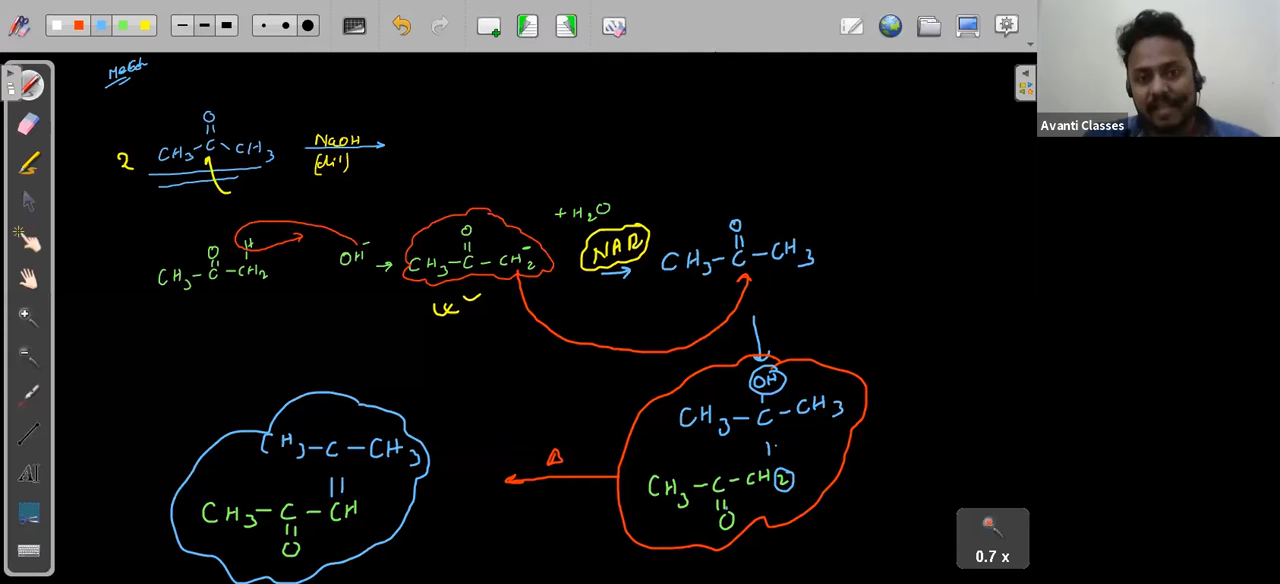 Avanti Classes
O
2 CH3 - C - CH3 NaOH
(dil)
+ H2O
O H O O
CH3 - C - CH2 OH⁻ → CH3 - C - CH2⁻ NAR → CH3 - C - CH3
OH
CH3 - C - CH3
CH3 - C - CH2
O
Δ
CH3 - C - CH3
CH3 - C - CH
O
AI
0.7 x